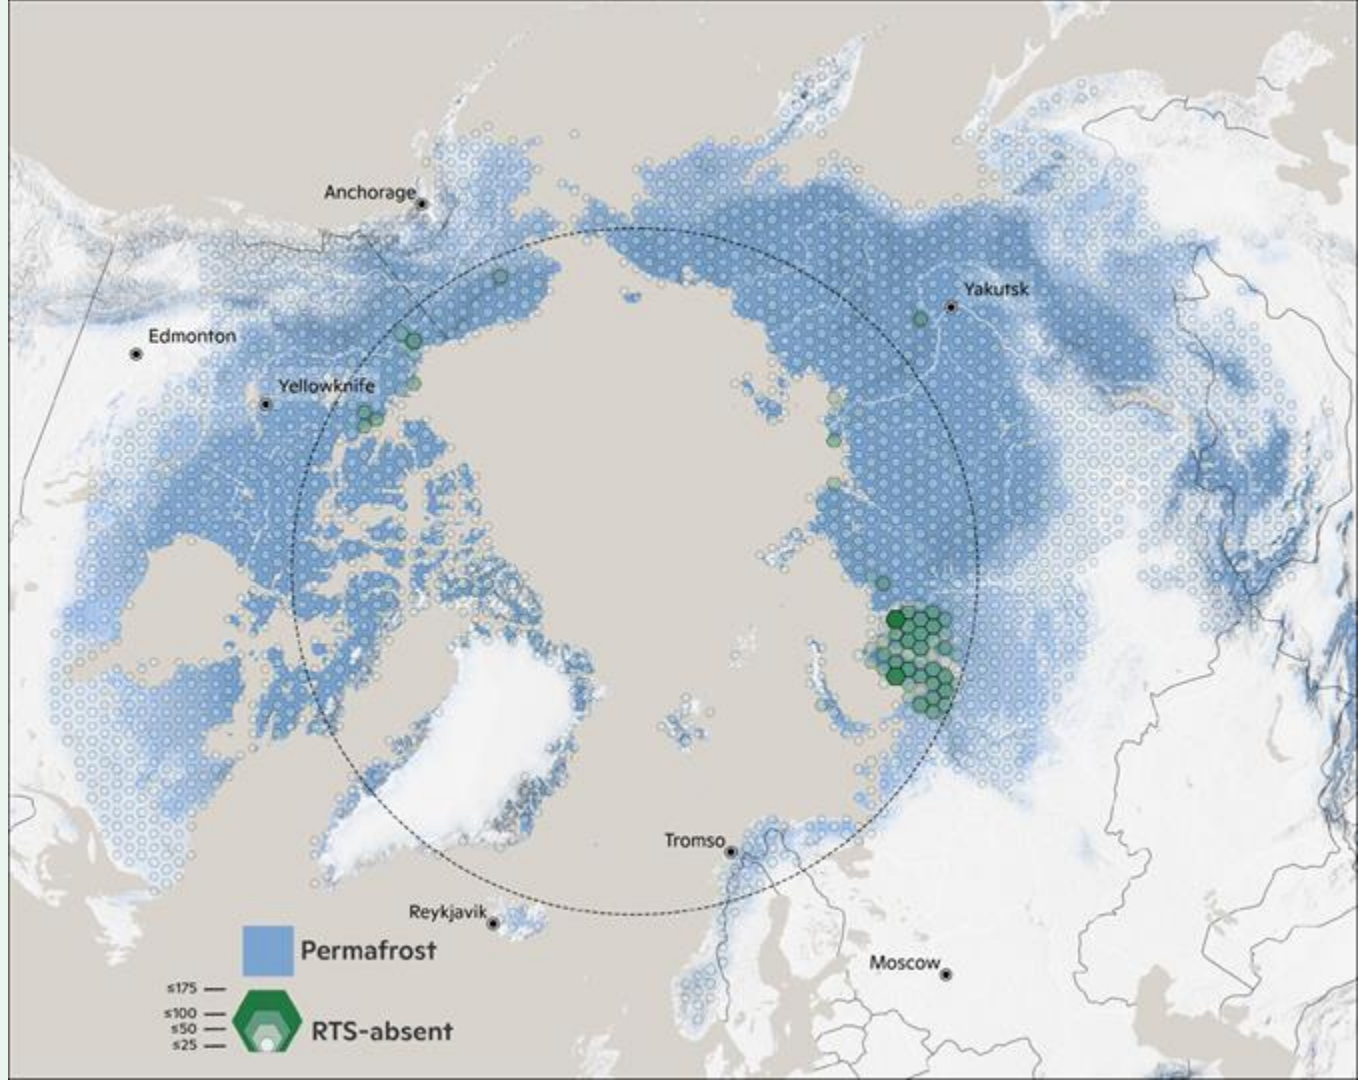 Anchorage
Yakutsk
Edmonton
Yellowknife
Tromso
Reykjavik
Permafrost
Moscow
≤175
≤100
≤50
≤25
RTS-absent